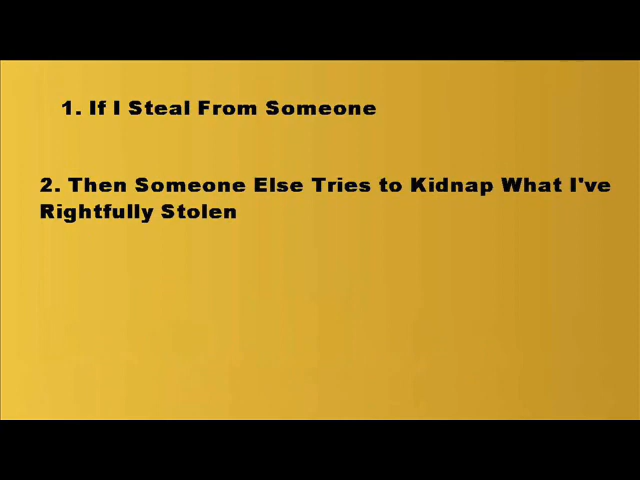 1. If I Steal From Someone
2. Then Someone Else Tries to Kidnap What I've
Rightfully Stolen